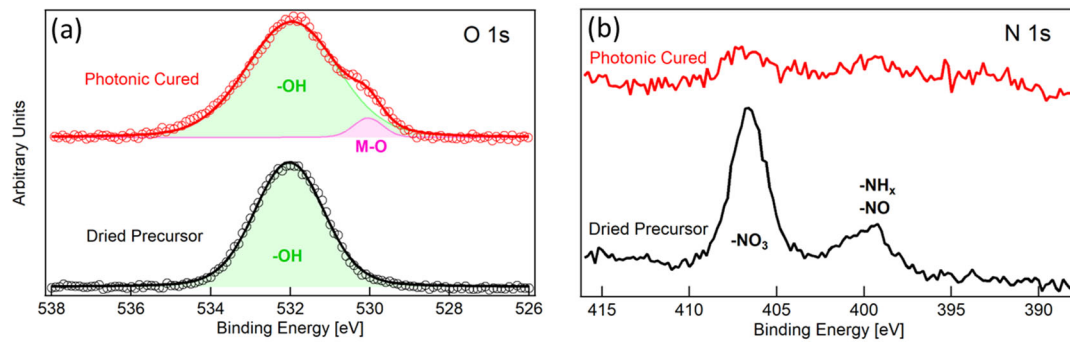 (a)
O 1s
Photonic Cured
-OH
M-O
Dried Precursor
-OH
Arbitrary Units
538 536 534 532 530 528 526
Binding Energy [eV]
(b)
N 1s
Photonic Cured
-NHₓ
-NO
Dried Precursor
-NO₃
415 410 405 400 395 390
Binding Energy [eV]